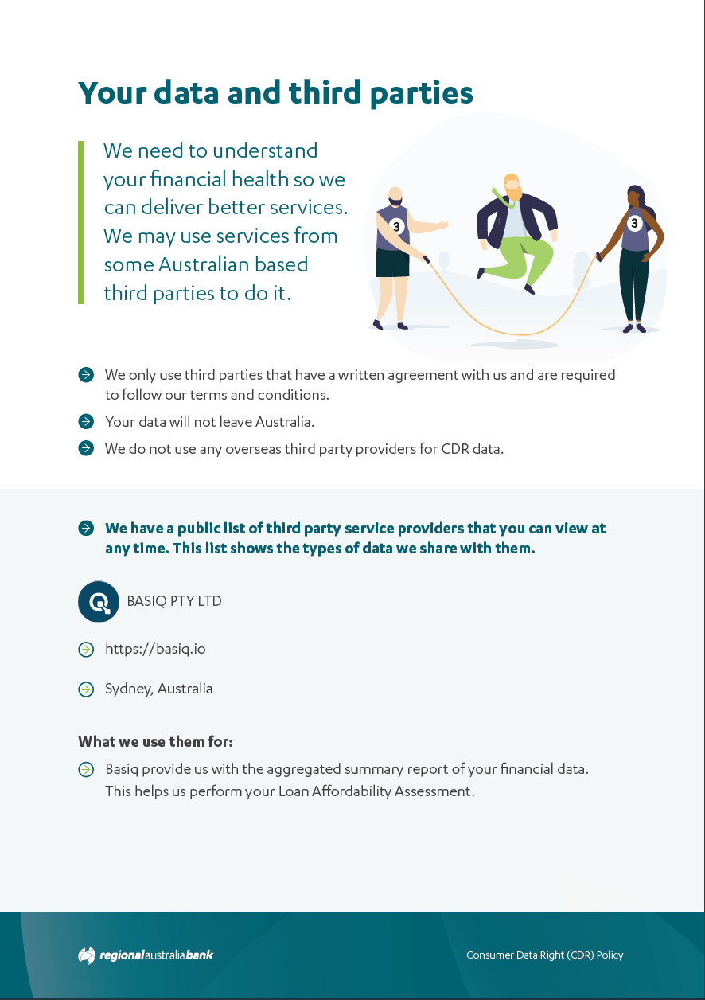 Your data and third parties
We need to understand
your financial health so we
can deliver better services.
We may use services from
some Australian based
third parties to do it.
3
3
We only use third parties that have a written agreement with us and are required
to follow our terms and conditions.
Your data will not leave Australia.
We do not use any overseas third party providers for CDR data.
We have a public list of third party service providers that you can view at
any time. This list shows the types of data we share with them.
BASIQ PTY LTD
https://basiq.io
Sydney, Australia
What we use them for:
Basiq provide us with the aggregated summary report of your financial data.
This helps us perform your Loan Affordability Assessment.
regionalaustraliabank
Consumer Data Right (CDR) Policy